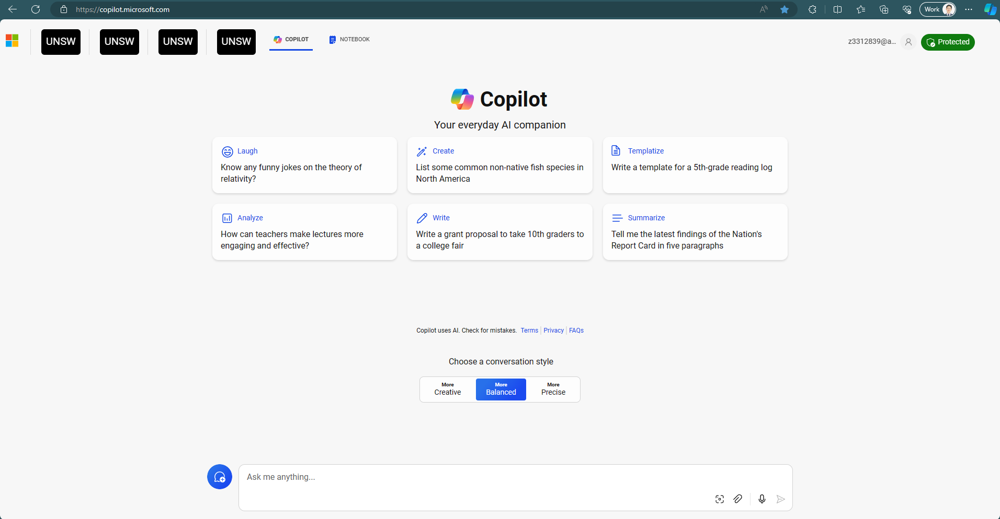 https://copilot.microsoft.com
Work
UNSW
UNSW
UNSW
UNSW
COPILOT
NOTEBOOK
z3312839@a...
Protected
Copilot
Your everyday AI companion
Laugh
Know any funny jokes on the theory of
relativity?
Create
List some common non-native fish species in
North America
Templatize
Write a template for a 5th-grade reading log
Analyze
How can teachers make lectures more
engaging and effective?
Write
Write a grant proposal to take 10th graders to
a college fair
Summarize
Tell me the latest findings of the Nation's
Report Card in five paragraphs
Copilot uses AI. Check for mistakes. Terms Privacy FAQs
Choose a conversation style
More
Creative
More
Balanced
More
Precise
Ask me anything...